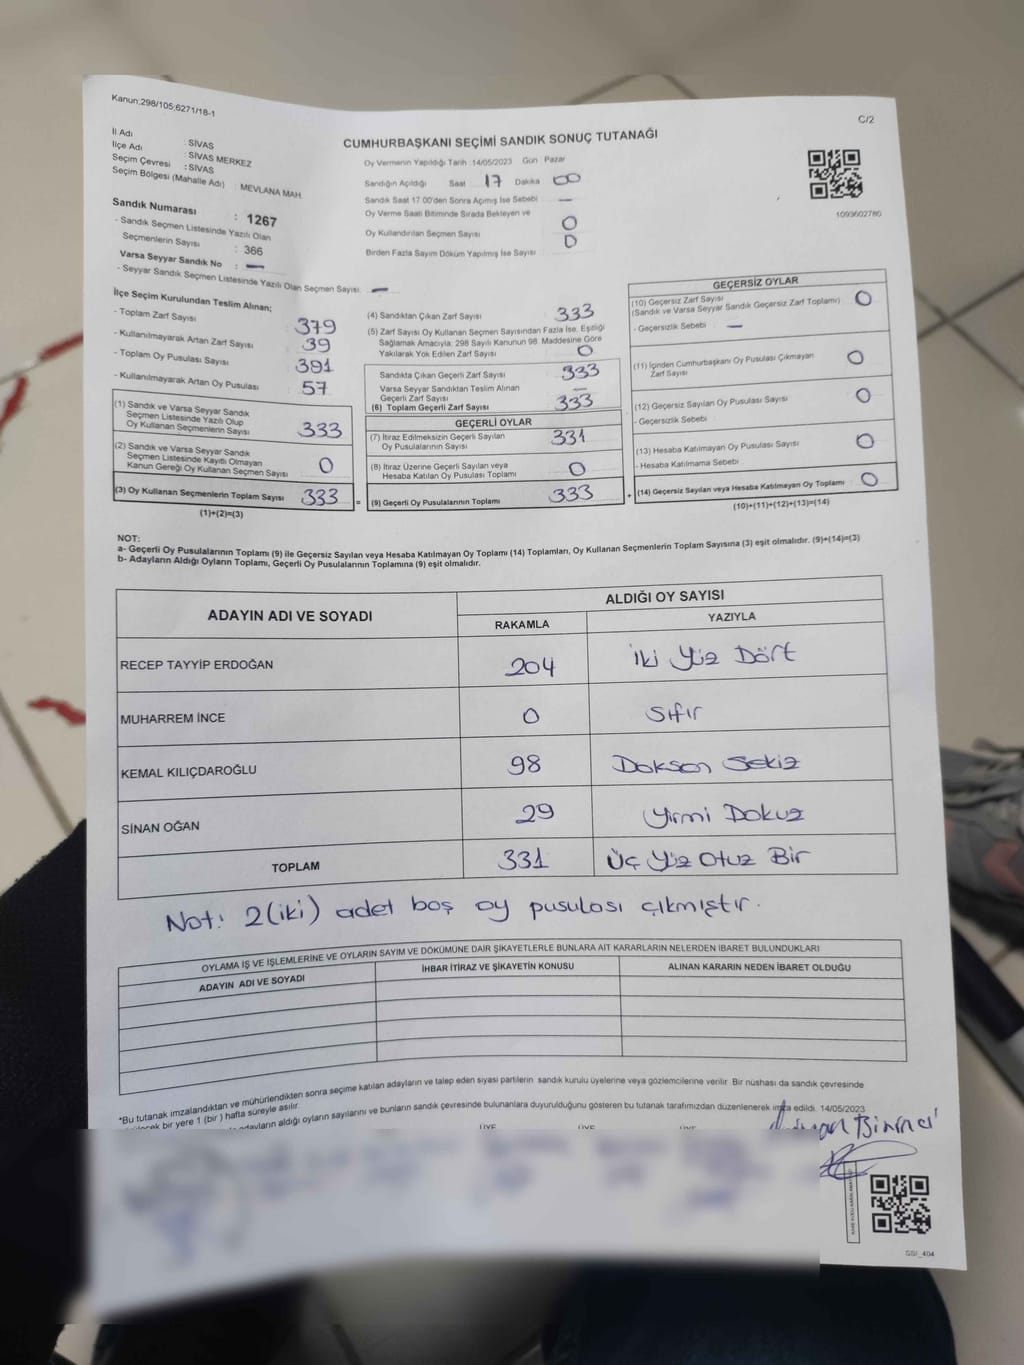 Kanun;298/105;6271/18-1
C/2
CUMHURBAŞKANI SEÇİMİ SANDIK SONUÇ TUTANAĞI
İl Adı : SİVAS
İlçe Adı : SİVAS MERKEZ
Seçim Çevresi : SİVAS
Seçim Bölgesi (Mahalle Adı) : MEVLANA MAH.
Sandık Numarası : 1267
- Sandık Seçmen Listesinde Yazılı Olan
Seçmenlerin Sayısı : 366
Varsa Seyyar Sandık No : —
- Seyyar Sandık Seçmen Listesinde Yazılı Olan Seçmen Sayısı: —
Oy Vermenin Yapıldığı Tarih :14/05/2023 Gün Pazar
Sandığın Açıldığı Saat 17 Dakika 00
Sandık Saat 17.00'den Sonra Açımış İse Sebebi : —
Oy Verme Saati Bitiminde Sırada Bekleyen ve
Oy Kullandırılan Seçmen Sayısı : 0
Birden Fazla Sayım Döküm Yapılmış İse Sayısı : 0
1093602786
İlçe Seçim Kurulundan Teslim Alınan;
- Toplam Zarf Sayısı : 379
- Kullanılmayarak Artan Zarf Sayısı : 39
- Toplam Oy Pusulası Sayısı : 391
- Kullanılmayarak Artan Oy Pusulası : 57
(1) Sandık ve Varsa Seyyar Sandık
Seçmen Listesinde Yazılı Olup
Oy Kullanan Seçmenlerin Sayısı 333
(2) Sandık ve Varsa Seyyar Sandık
Seçmen Listesinde Kayıtlı Olmayan
Kanun Gereği Oy Kullanan Seçmen Sayısı 0
(3) Oy Kullanan Seçmenlerin Toplam Sayısı 333 =
(1)+(2)=(3)
(4) Sandıktan Çıkan Zarf Sayısı : 333
(5) Zarf Sayısı Oy Kullanan Seçmen Sayısından Fazla İse, Eşitliği
Sağlamak Amacıyla, 298 Sayılı Kanunun 98. Maddesine Göre
Yakılarak Yok Edilen Zarf Sayısı : 0
Sandıkta Çıkan Geçerli Zarf Sayısı : 333
Varsa Seyyar Sandıktan Teslim Alınan
Geçerli Zarf Sayısı : —
(6) Toplam Geçerli Zarf Sayısı : 333
GEÇERLİ OYLAR
(7) İtiraz Edilmeksizin Geçerli Sayılan
Oy Pusulalarının Sayısı : 331
(8) İtiraz Üzerine Geçerli Sayılan veya
Hesaba Katılan Oy Pusulası Toplamı : 0
(9) Geçerli Oy Pusulalarının Toplamı : 333 +
GEÇERSİZ OYLAR
(10) Geçersiz Zarf Sayısı
(Sandık ve Varsa Seyyar Sandık Geçersiz Zarf Toplamı) : 0
- Geçersizlik Sebebi : —
(11) İçinden Cumhurbaşkanı Oy Pusulası Çıkmayan
Zarf Sayısı : 0
(12) Geçersiz Sayılan Oy Pusulası Sayısı : 0
- Geçersizlik Sebebi :
(13) Hesaba Katılmayan Oy Pusulası Sayısı : 0
- Hesaba Katılmama Sebebi :
(14) Geçersiz Sayılan veya Hesaba Katılmayan Oy Toplamı : 0
(10)+(11)+(12)+(13)=(14)
NOT:
a- Geçerli Oy Pusulalarının Toplamı (9) ile Geçersiz Sayılan veya Hesaba Katılmayan Oy Toplamı (14) Toplamları, Oy Kullanan Seçmenlerin Toplam Sayısına (3) eşit olmalıdır. (9)+(14)=(3)
b- Adayların Aldığı Oyların Toplamı, Geçerli Oy Pusulalarının Toplamına (9) eşit olmalıdır.
ADAYIN ADI VE SOYADI ALDIĞI OY SAYISI
RAKAMLA YAZIYLA
RECEP TAYYİP ERDOĞAN 204 İki Yüz Dört
MUHARREM İNCE 0 Sıfır
KEMAL KILIÇDAROĞLU 98 Doksan Sekiz
SİNAN OĞAN 29 Yirmi Dokuz
TOPLAM 331 Üç Yüz Otuz Bir
Not: 2(iki) adet boş oy pusulası çıkmıştır.
OYLAMA İŞ VE İŞLEMLERİNE VE OYLARIN SAYIM VE DÖKÜMÜNE DAİR ŞİKAYETLERLE BUNLARA AİT KARARLARIN NELERDEN İBARET BULUNDUKLARI
ADAYIN ADI VE SOYADI İHBAR İTİRAZ VE ŞİKAYETİN KONUSU ALINAN KARARIN NEDEN İBARET OLDUĞU
*Bu tutanak imzalandıktan ve mühürlendikten sonra seçime katılan adayların ve talep eden siyasi partilerin sandık kurulu üyelerine veya gözlemcilerine verilir. Bir nüshası da sandık çevresinde
bir yere 1 (bir ) hafta süreyle asılır.
adayların aldığı oyların sayılarını ve bunların sandık çevresinde bulunanlara duyurulduğunu gösteren bu tutanak tarafımızdan düzenlenerek imza edildi. 14/05/2023
ÜYE ÜYE ÜYE
GSI_404